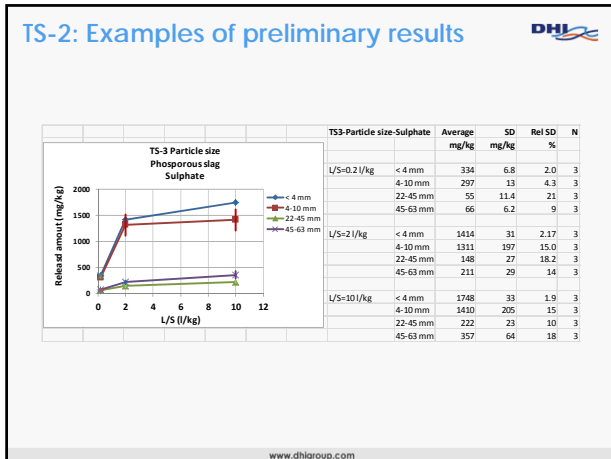 TS-2: Examples of preliminary results
DHI
TS-3 Particle size
Phosporous slag
Sulphate
Releasd amout (mg/kg)
2000
1500
1000
500
0
0 2 4 6 8 10 12
L/S (l/kg)
< 4 mm
4-10 mm
22-45 mm
45-63 mm
TS3-Particle size-Sulphate Average SD Rel SD N
mg/kg mg/kg %
L/S=0.2 l/kg < 4 mm 334 6.8 2.0 3
4-10 mm 297 13 4.3 3
22-45 mm 55 11.4 21 3
45-63 mm 66 6.2 9 3
L/S=2 l/kg < 4 mm 1414 31 2.17 3
4-10 mm 1311 197 15.0 3
22-45 mm 148 27 18.2 3
45-63 mm 211 29 14 3
L/S=10 l/kg < 4 mm 1748 33 1.9 3
4-10 mm 1410 205 15 3
22-45 mm 222 23 10 3
45-63 mm 357 64 18 3
www.dhigroup.com